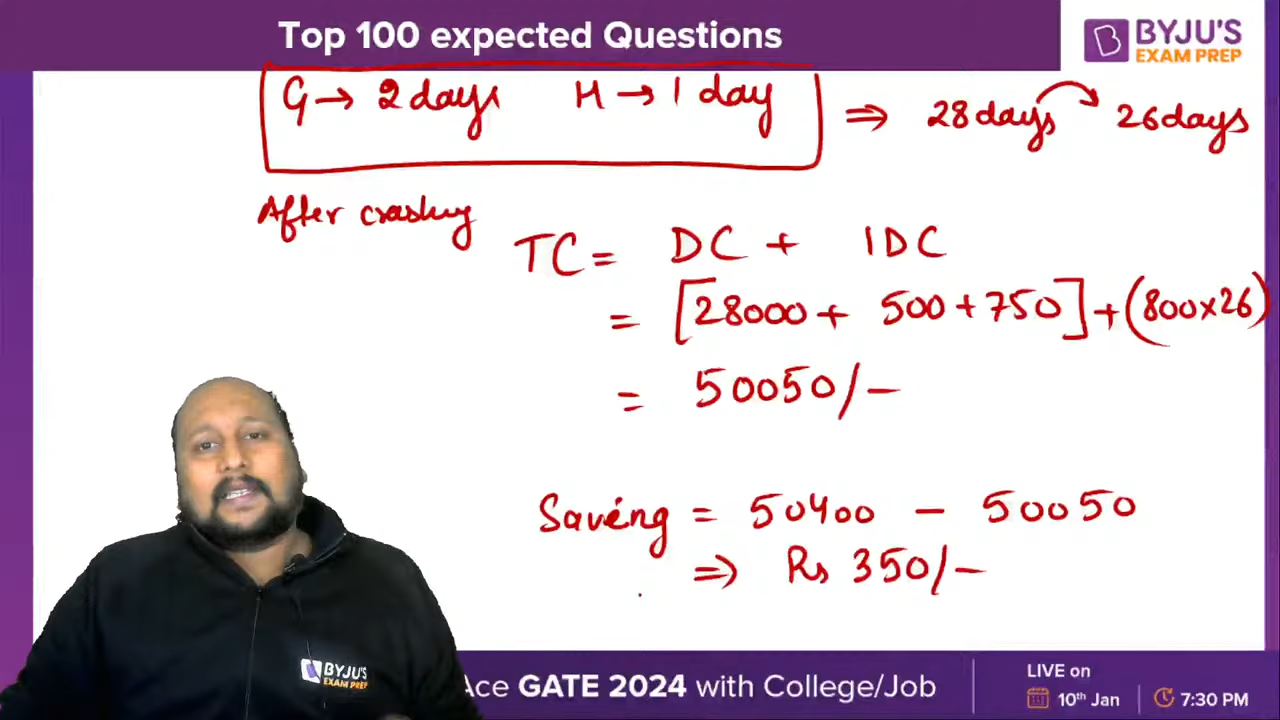 Top 100 expected Questions
BYJU'S
EXAM PREP
G → 2 days H → 1 day ⇒ 28 days 26 days
After crashing
TC = DC + IDC
= [28000 + 500 + 750] + (800×26)
= 50050/-
Saving = 50400 - 50050
⇒ Rs 350/-
BYJU'S
EXAM PREP
Ace GATE 2024 with College/Job
LIVE on
10th Jan 7:30 PM